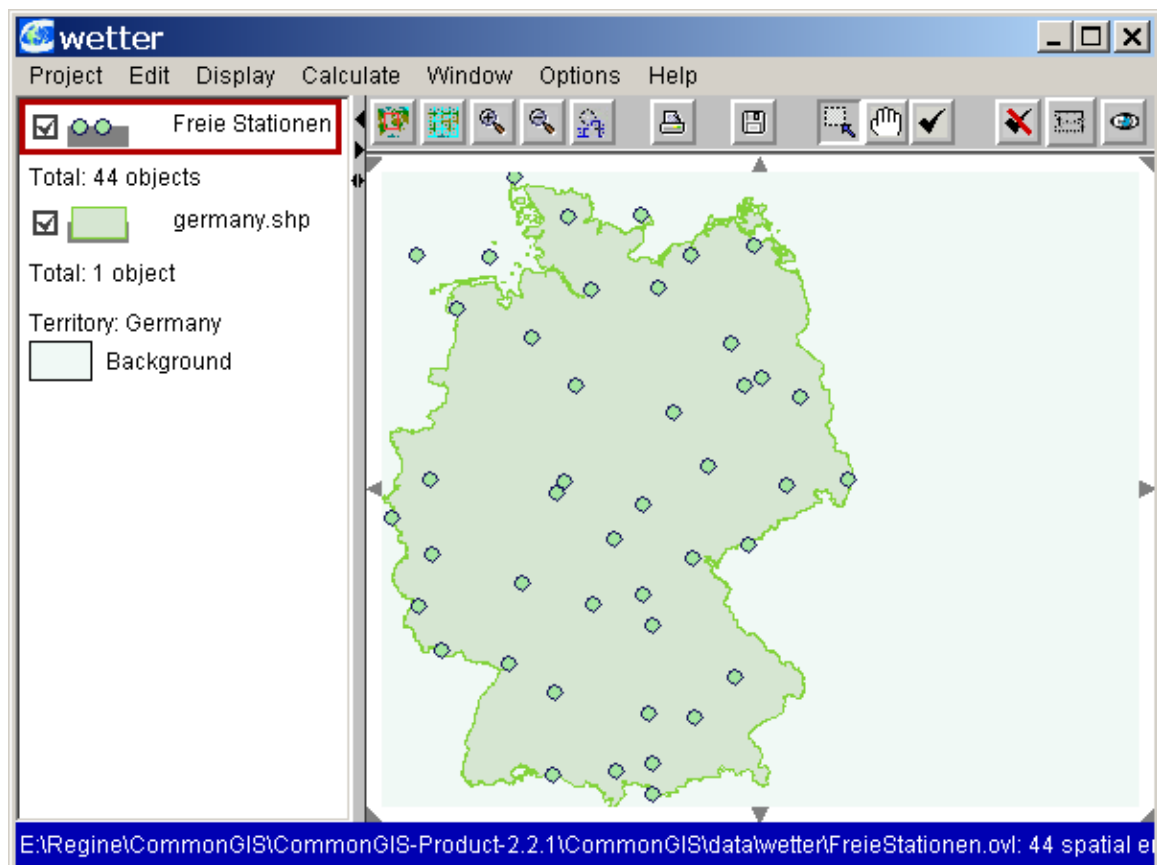 wetter
Project Edit Display Calculate Window Options Help
Freie Stationen
Total: 44 objects
germany.shp
Total: 1 object
Territory: Germany
Background
E:\Regine\CommonGIS\CommonGIS-Product-2.2.1\CommonGIS\data\wetter\FreieStationen.ovl: 44 spatial